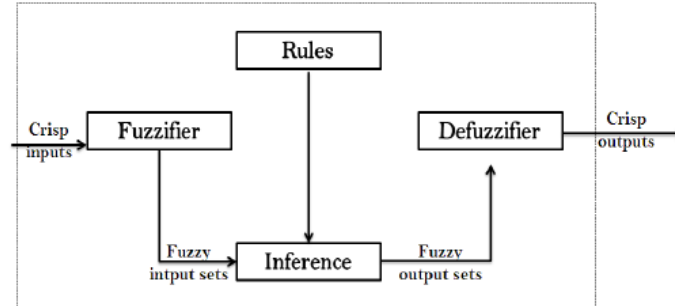 Rules
Crisp
inputs
Fuzzifier
Defuzzifier
Crisp
outputs
Fuzzy
intput sets
Inference
Fuzzy
output sets